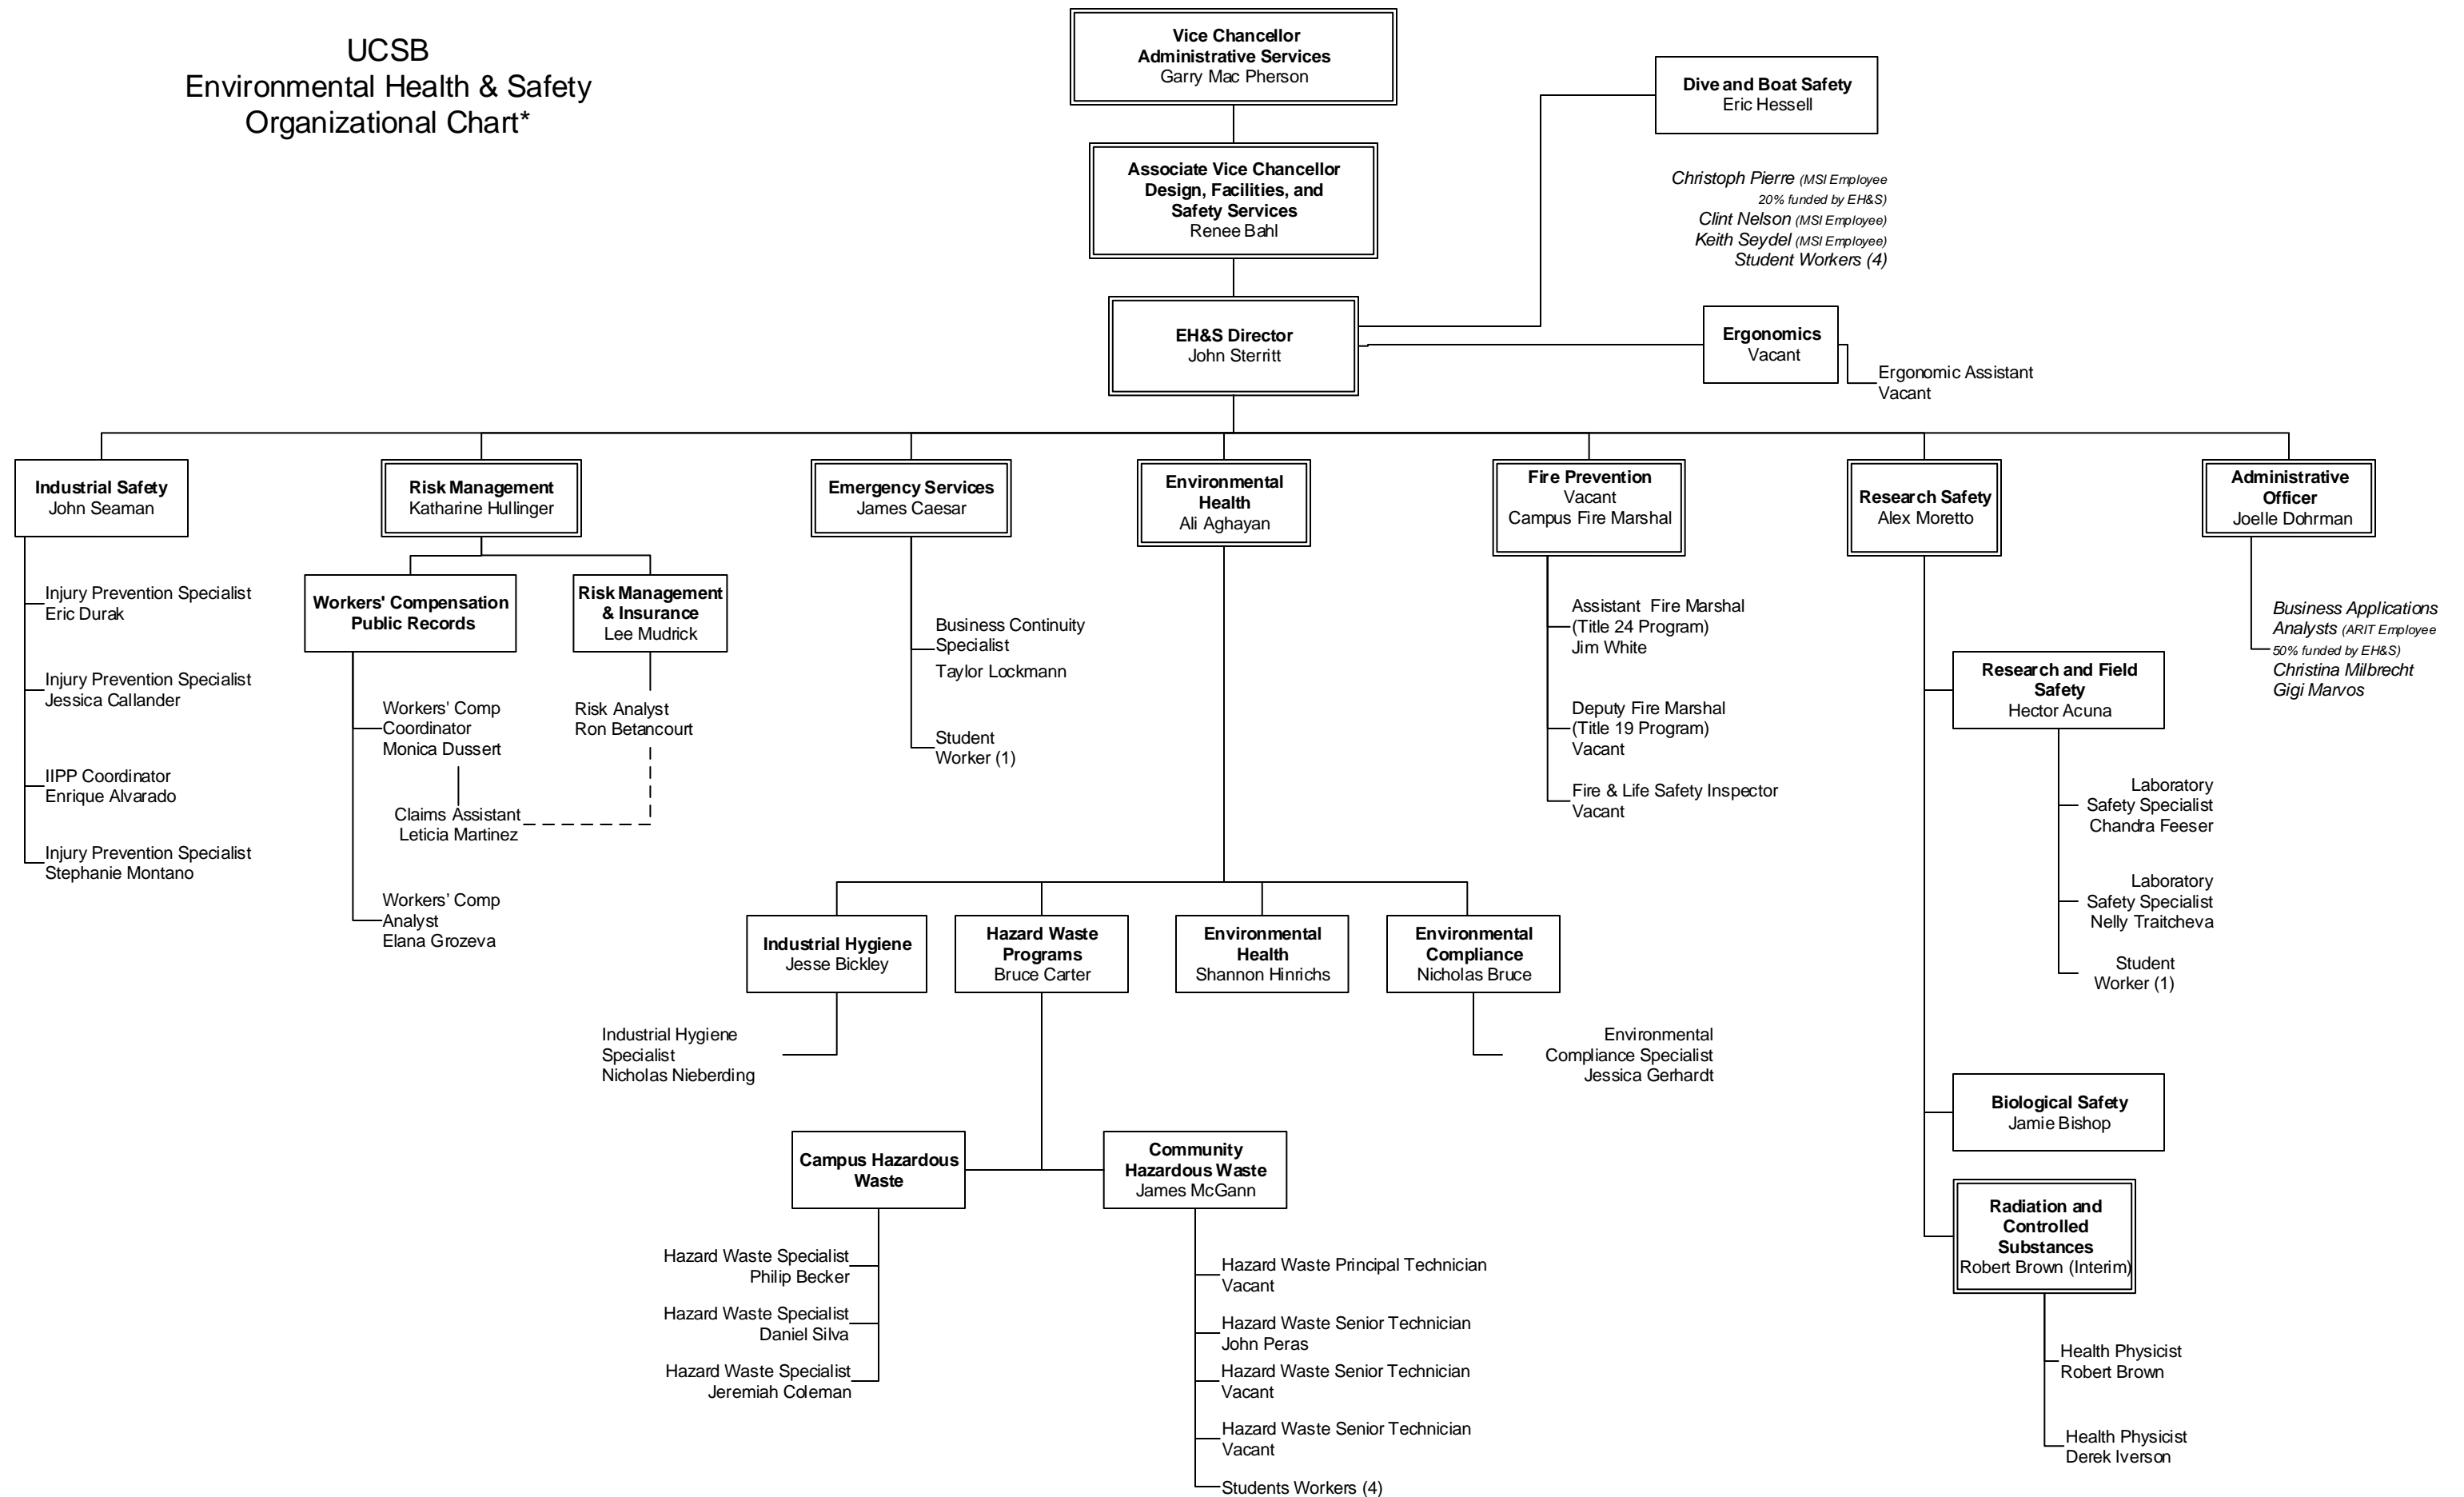 UCSB
Environmental Health & Safety
Organizational Chart*
Vice Chancellor
Administrative Services
Garry Mac Pherson
Dive and Boat Safety
Eric Hessell
Associate Vice Chancellor
Design, Facilities, and
Safety Services
Renee Bahl
Christoph Pierre (MSI Employee
20% funded by EH&S)
Clint Nelson (MSI Employee)
Keith Seydel (MSI Employee)
Student Workers (4)
EH&S Director
John Sterritt
Ergonomics
Vacant
Ergonomic Assistant
Vacant
Industrial Safety
John Seaman
Injury Prevention Specialist
Eric Durak
Injury Prevention Specialist
Jessica Callander
IIPP Coordinator
Enrique Alvarado
Injury Prevention Specialist
Stephanie Montano
Risk Management
Katharine Hullinger
Workers' Compensation
Public Records
Workers' Comp
Coordinator
Monica Dussert
Claims Assistant
Leticia Martinez
Workers' Comp
Analyst
Elana Grozeva
Risk Management
& Insurance
Lee Mudrick
Risk Analyst
Ron Betancourt
Emergency Services
James Caesar
Business Continuity
Specialist
Taylor Lockmann
Student
Worker (1)
Environmental
Health
Ali Aghayan
Industrial Hygiene
Jesse Bickley
Industrial Hygiene
Specialist
Nicholas Nieberding
Hazard Waste
Programs
Bruce Carter
Environmental
Health
Shannon Hinrichs
Environmental
Compliance
Nicholas Bruce
Environmental
Compliance Specialist
Jessica Gerhardt
Campus Hazardous
Waste
Hazard Waste Specialist
Philip Becker
Hazard Waste Specialist
Daniel Silva
Hazard Waste Specialist
Jeremiah Coleman
Community
Hazardous Waste
James McGann
Hazard Waste Principal Technician
Vacant
Hazard Waste Senior Technician
John Peras
Hazard Waste Senior Technician
Vacant
Hazard Waste Senior Technician
Vacant
Students Workers (4)
Fire Prevention
Vacant
Campus Fire Marshal
Assistant Fire Marshal
(Title 24 Program)
Jim White
Deputy Fire Marshal
(Title 19 Program)
Vacant
Fire & Life Safety Inspector
Vacant
Research Safety
Alex Moretto
Research and Field
Safety
Hector Acuna
Laboratory
Safety Specialist
Chandra Feeser
Laboratory
Safety Specialist
Nelly Traitcheva
Student
Worker (1)
Biological Safety
Jamie Bishop
Radiation and
Controlled
Substances
Robert Brown (Interim)
Health Physicist
Robert Brown
Health Physicist
Derek Iverson
Administrative
Officer
Joelle Dohrman
Business Applications
Analysts (ARIT Employee
50% funded by EH&S)
Christina Milbrecht
Gigi Marvos